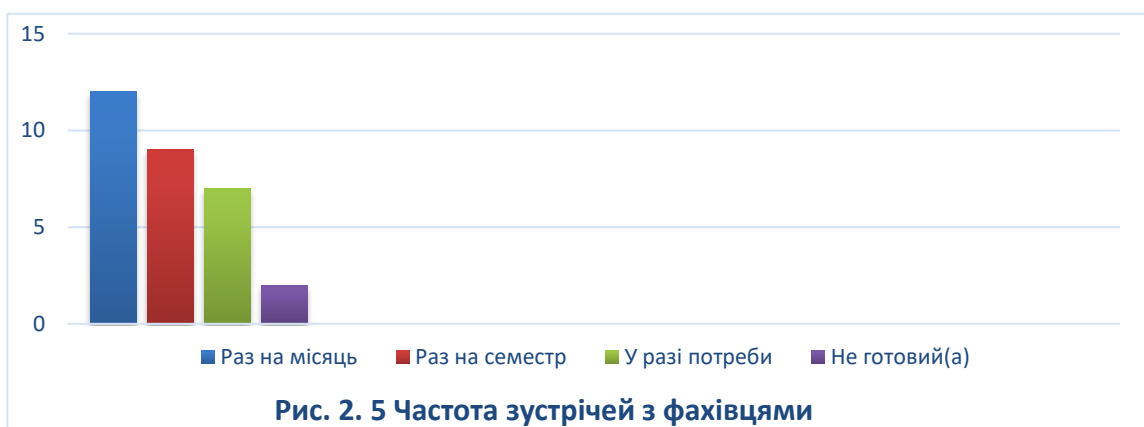 15
10
5
0
Раз на місяць Раз на семестр У разі потреби Не готовий(а)
Рис. 2. 5 Частота зустрічей з фахівцями